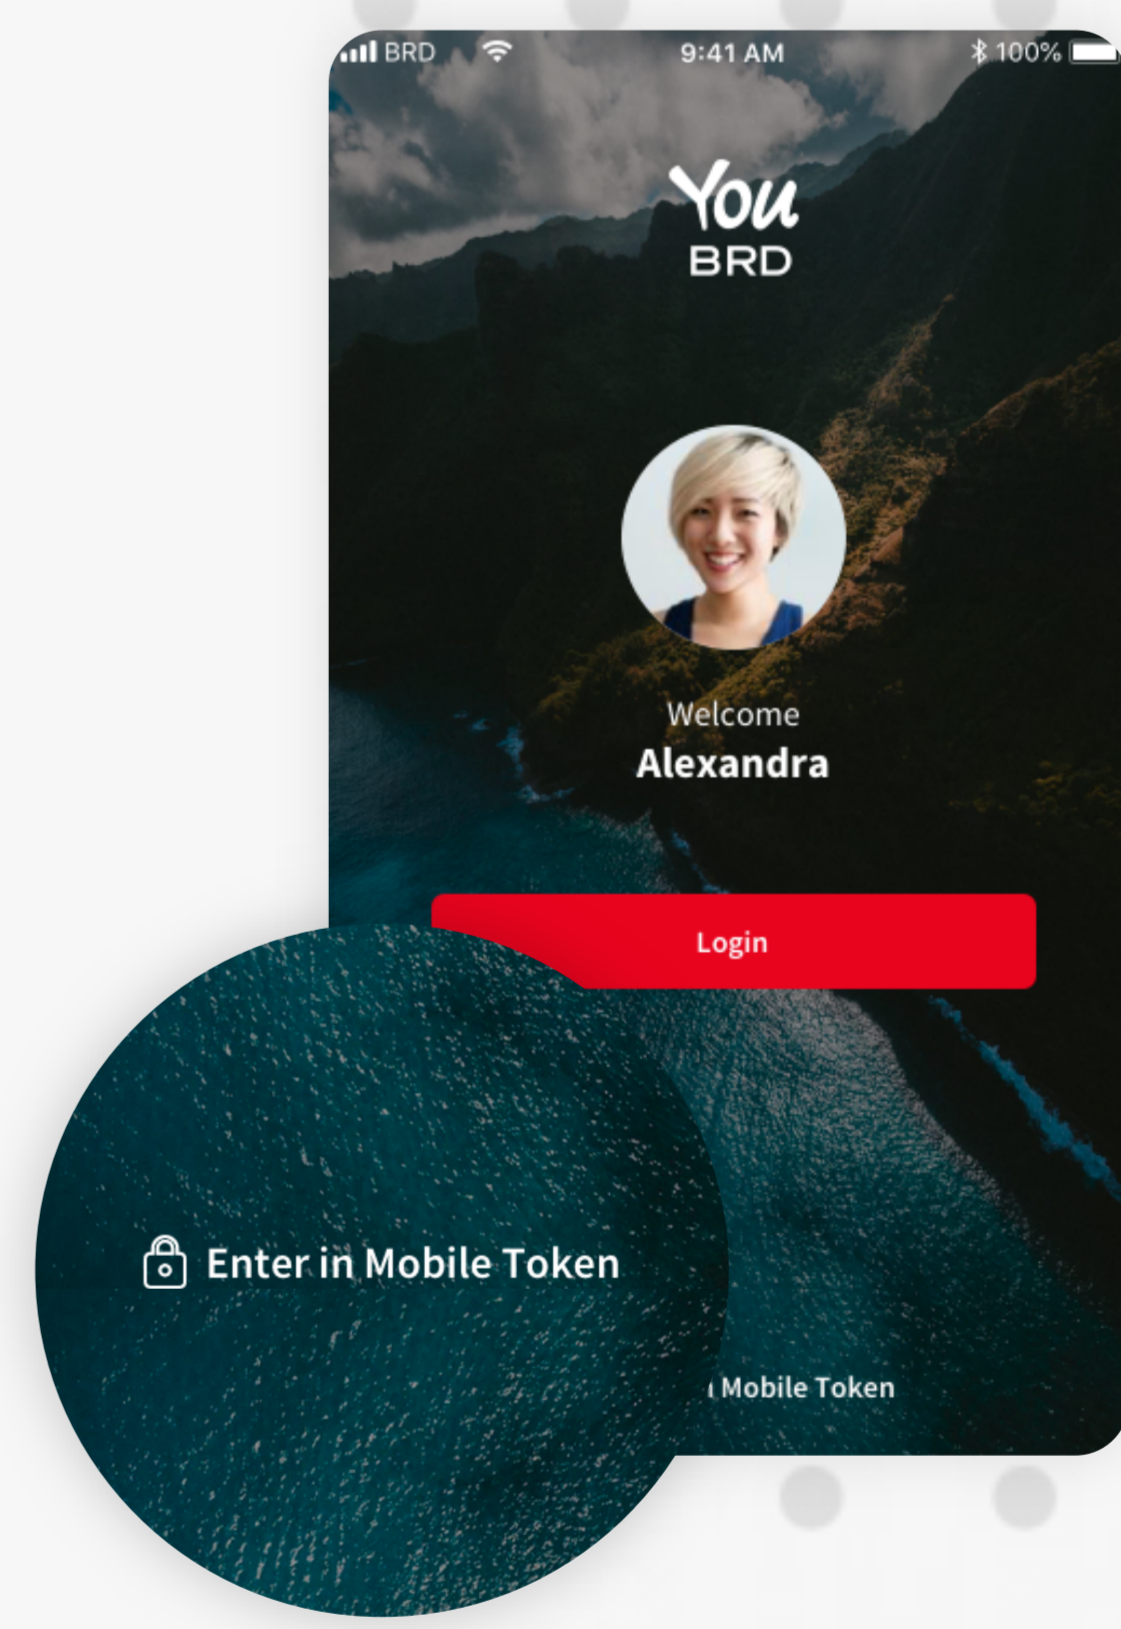 BRD 9:41 AM 100%
You
BRD
Welcome
Alexandra
Login
Enter in Mobile Token
Mobile Token